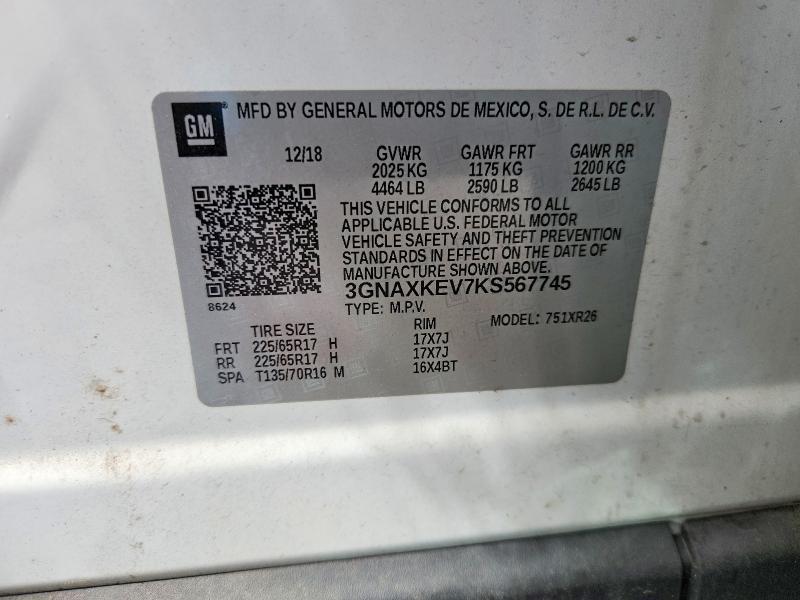 GM® MFD BY GENERAL MOTORS DE MEXICO, S. DE R.L. DE C.V.
12/18 GVWR GAWR FRT GAWR RR
2025 KG 1175 KG 1200 KG
4464 LB 2590 LB 2645 LB
THIS VEHICLE CONFORMS TO ALL
APPLICABLE U.S. FEDERAL MOTOR
VEHICLE SAFETY AND THEFT PREVENTION
STANDARDS IN EFFECT ON THE DATE OF
MANUFACTURE SHOWN ABOVE.
3GNAXKEV7KS567745
8624
TYPE: M.P.V. MODEL: 751XR26
TIRE SIZE RIM
FRT 225/65R17 H 17X7J
RR 225/65R17 H 17X7J
SPA T135/70R16 M 16X4BT